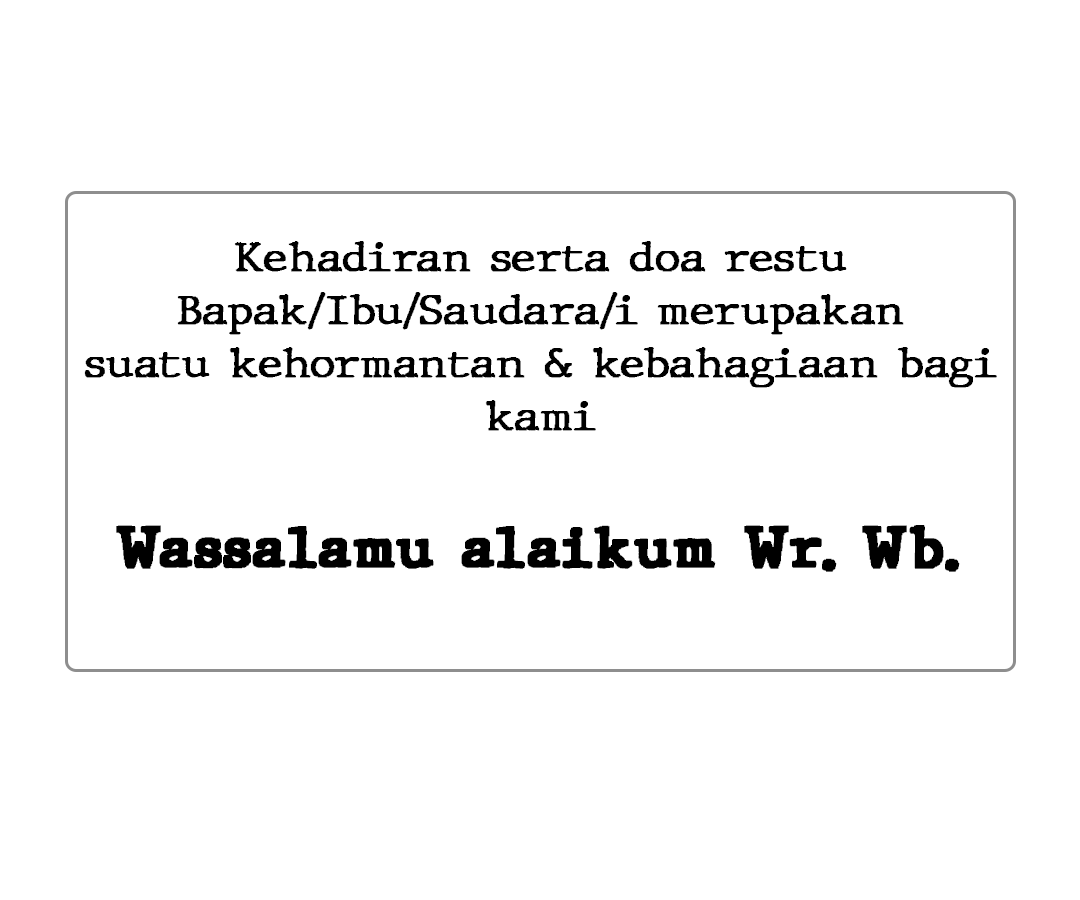 Kehadiran serta doa restu
Bapak/Ibu/Saudara/i merupakan
suatu kehormantan & kebahagiaan bagi
kami
Wassalamu alaikum Wr. Wb.